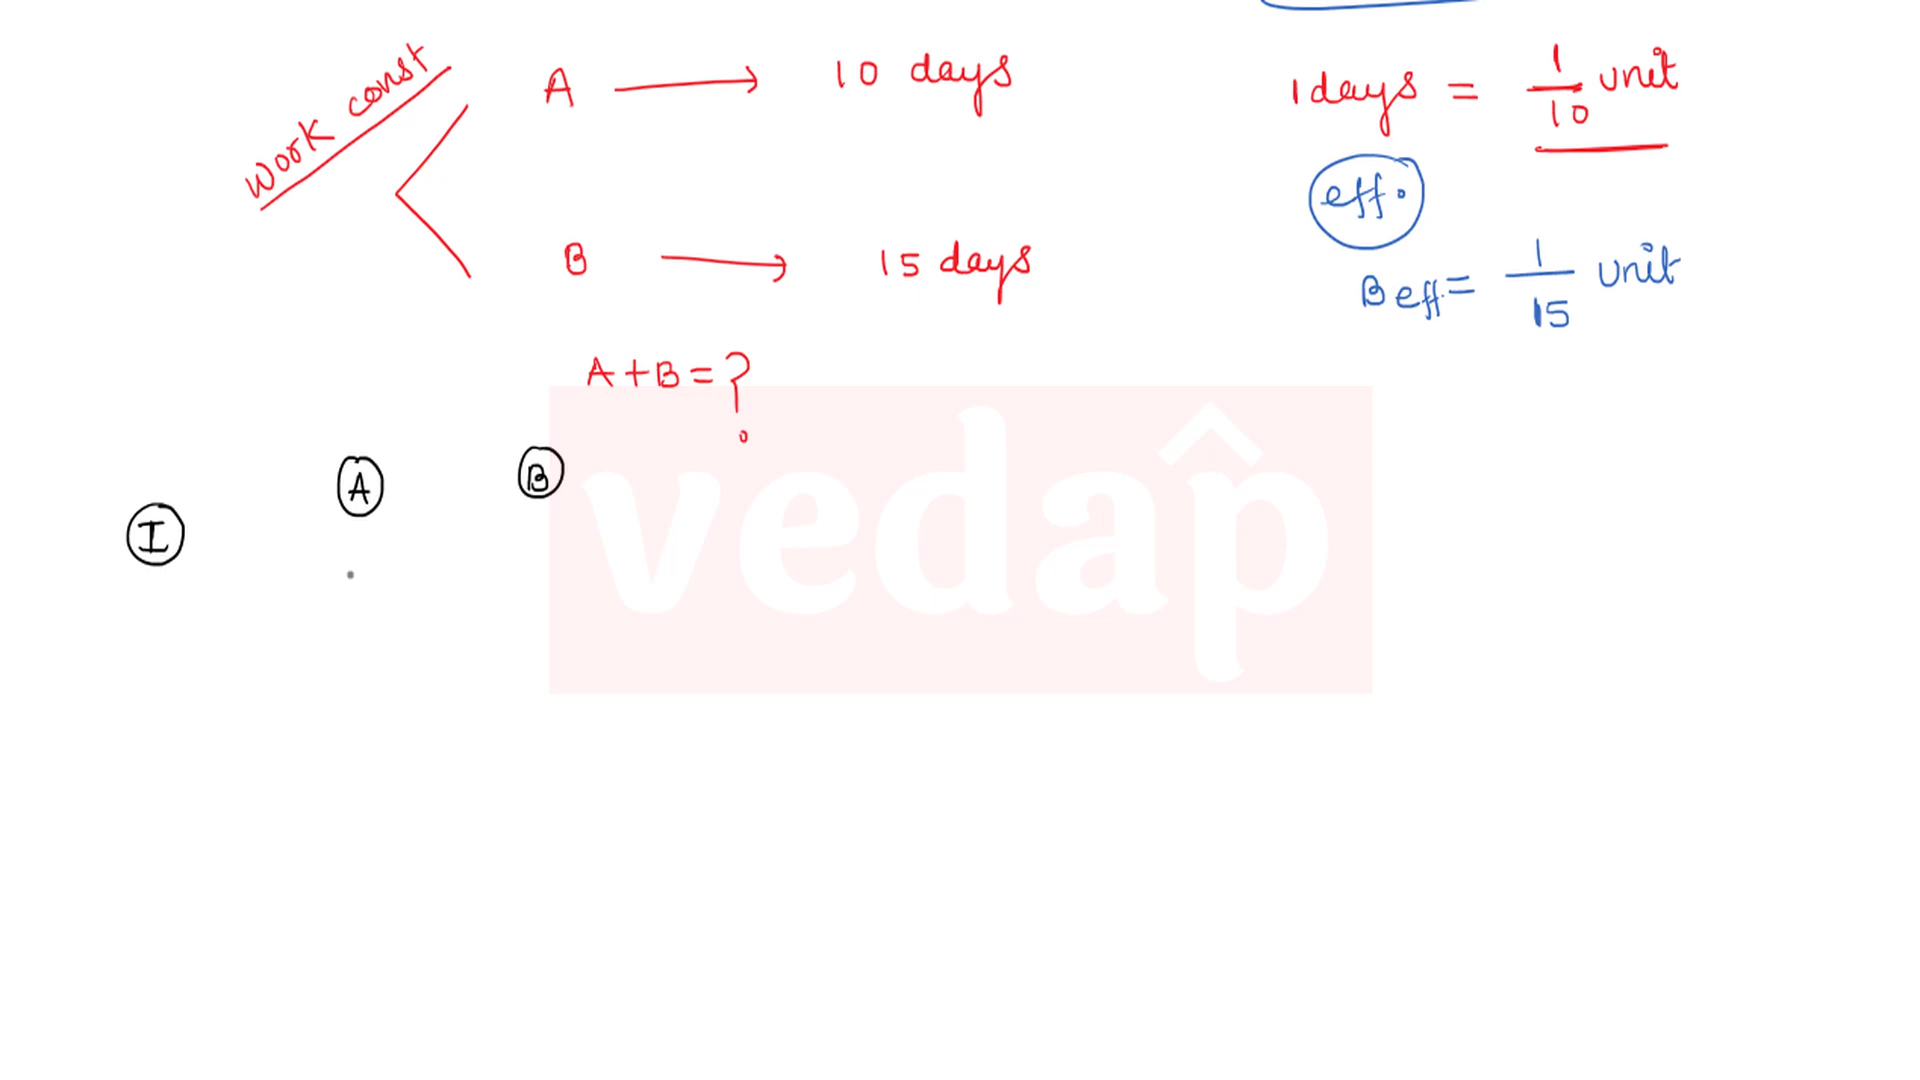 work const
A → 10 days
1 days = 1/10 unit
eff.
B → 15 days
B eff. = 1/15 unit
A + B = ?
A B
I
vedap